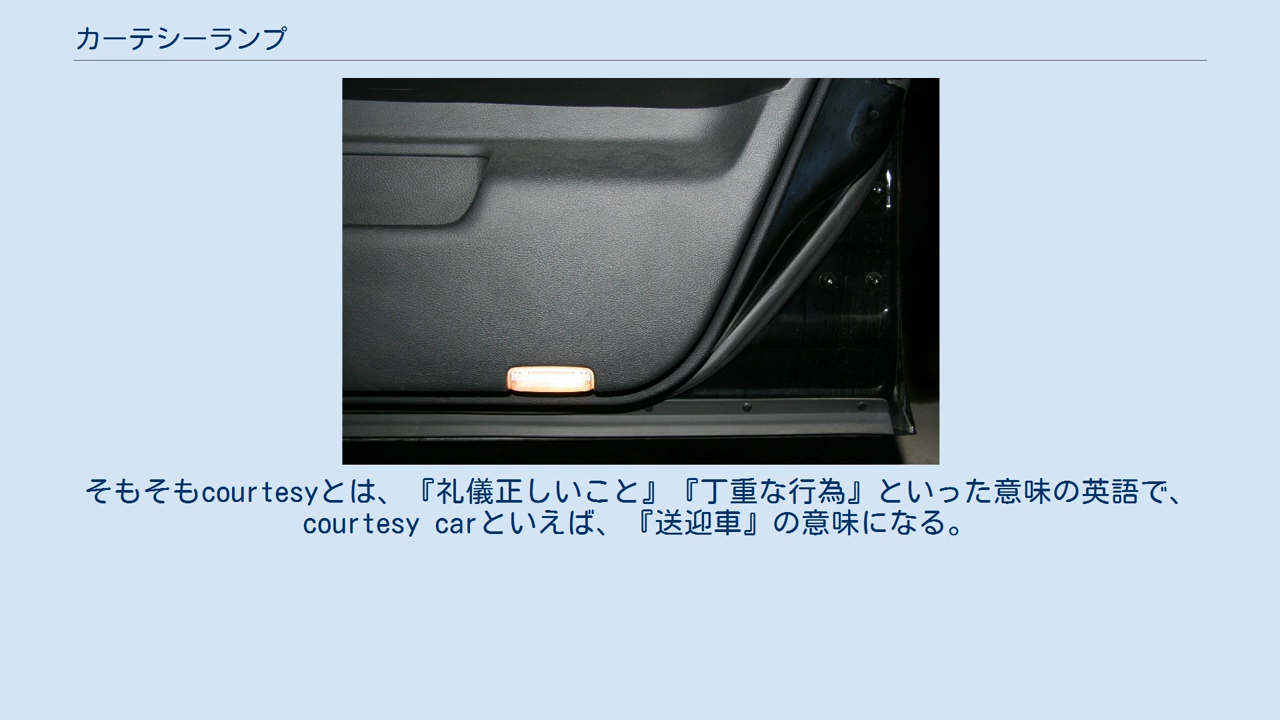 カーテシーランプ
そもそもcourtesyとは、『礼儀正しいこと』『丁重な行為』といった意味の英語で、
courtesy carといえば、『送迎車』の意味になる。